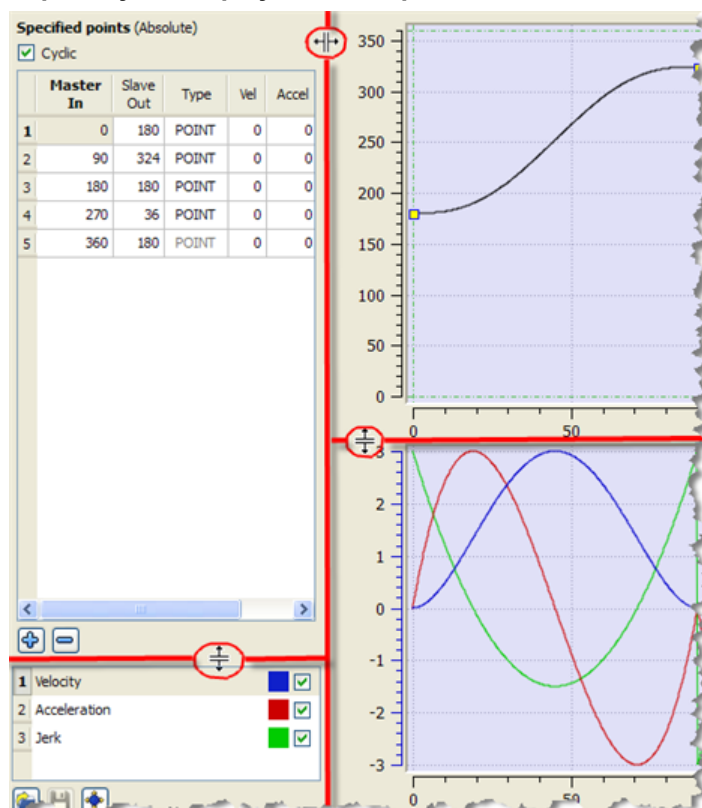 Specified points (Absolute)
Cyclic
Master In Slave Out Type Vel Accel
1 0 180 POINT 0 0
2 90 324 POINT 0 0
3 180 180 POINT 0 0
4 270 36 POINT 0 0
5 360 180 POINT 0 0
1 Velocity
2 Acceleration
3 Jerk
350
300
250
200
150
100
50
0
0 50
3
2
1
0
-1
-2
-3
0 50